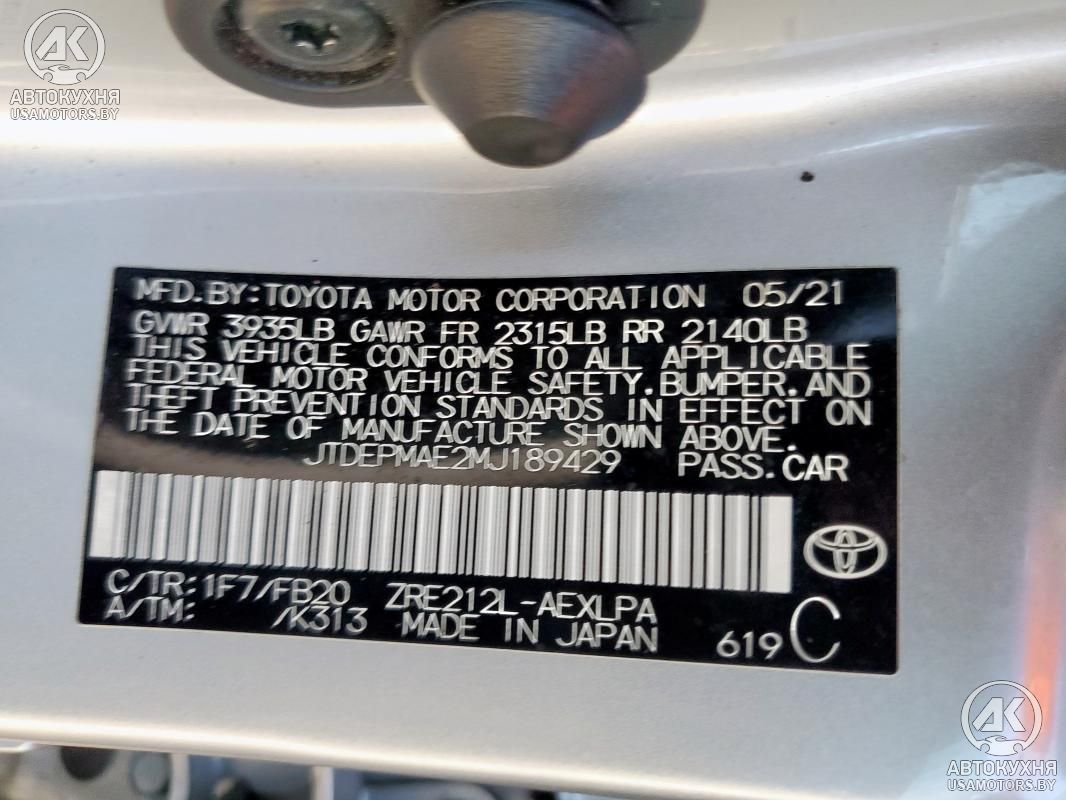 AK
АВТОКУХНЯ
USAMOTORS.BY
MFD.BY:TOYOTA MOTOR CORPORATION 05/21
GVWR 3935LB GAWR FR 2315LB RR 2140LB
THIS VEHICLE CONFORMS TO ALL APPLICABLE
FEDERAL MOTOR VEHICLE SAFETY.BUMPER.AND
THEFT PREVENTION STANDARDS IN EFFECT ON
THE DATE OF MANUFACTURE SHOWN ABOVE.
JTDEPMAE2MJ189429 PASS.CAR
C/TR:1F7/FB20 ZRE212L-AEXLPA
A/TM: /K313 MADE IN JAPAN 619 C
AK
АВТОКУХНЯ
USAMOTORS.BY